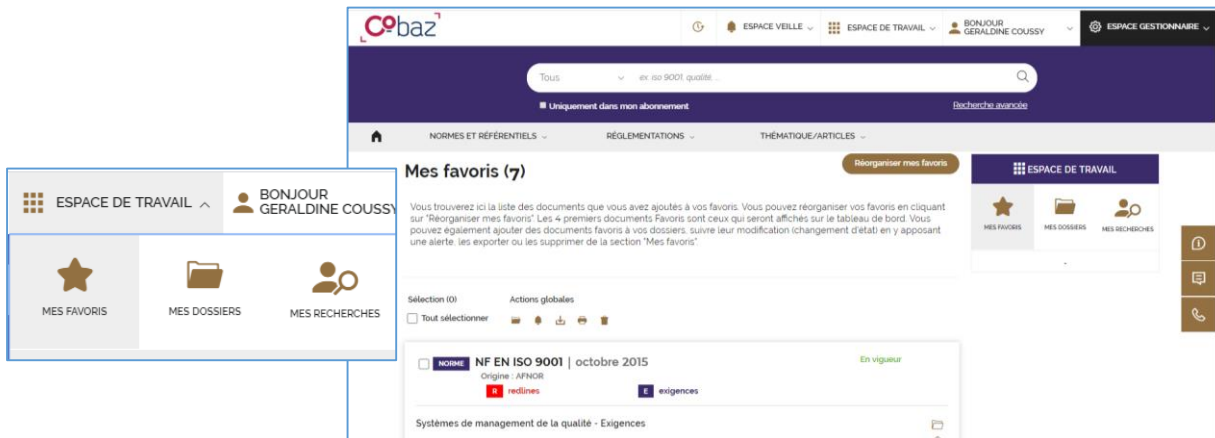 Cobaz
ESPACE VEILLE
ESPACE DE TRAVAIL
BONJOUR
GERALDINE COUSSY
ESPACE GESTIONNAIRE
Tous
ex. iso 9001, qualité...
Uniquement dans mon abonnement
Recherche avancée
NORMES ET RÉFÉRENTIELS
RÉGLEMENTATIONS
THÉMATIQUE/ARTICLES
ESPACE DE TRAVAIL
BONJOUR
GERALDINE COUSSY
MES FAVORIS
MES DOSSIERS
MES RECHERCHES
Mes favoris (7)
Réorganiser mes favoris
Vous trouverez ici la liste des documents que vous avez ajoutés à vos favoris. Vous pouvez réorganiser vos favoris en cliquant
sur "Réorganiser mes favoris". Les 4 premiers documents Favoris sont ceux qui seront affichés sur le tableau de bord. Vous
pouvez également ajouter des documents favoris à vos dossiers, suivre leur modification (changement d'état) en y apposant
une alerte, les exporter ou les supprimer de la section "Mes favoris".
ESPACE DE TRAVAIL
MES FAVORIS
MES DOSSIERS
MES RECHERCHES
-
Sélection (0)
Actions globales
Tout sélectionner
NORME NF EN ISO 9001 | octobre 2015
En vigueur
Origine : AFNOR
R redlines
E exigences
Systèmes de management de la qualité - Exigences